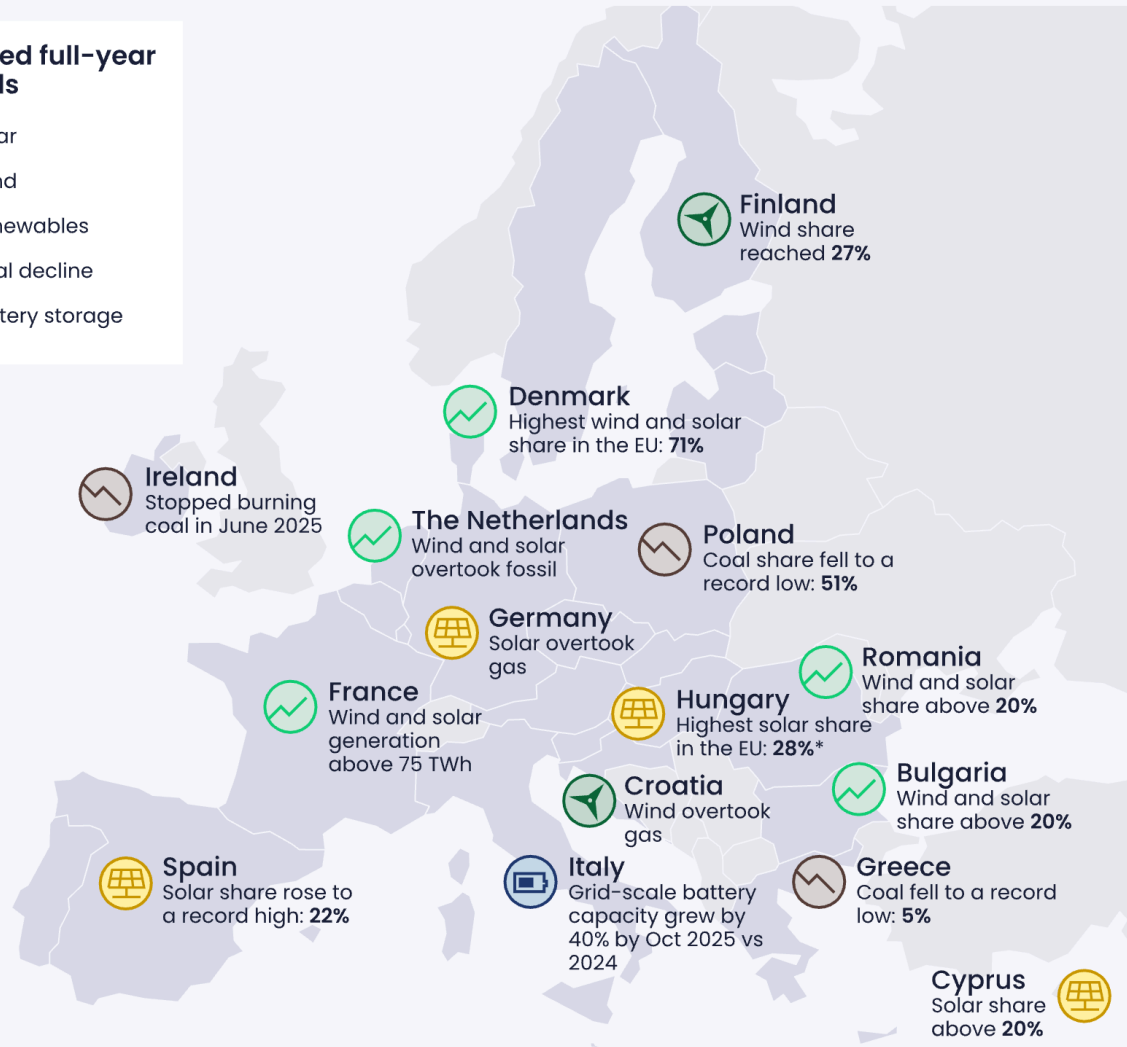 ed full-year
ls
ar
nd
newables
al decline
tery storage
Finland
Wind share
reached 27%
Denmark
Highest wind and solar
share in the EU: 71%
Ireland
Stopped burning
coal in June 2025
The Netherlands
Wind and solar
overtook fossil
Poland
Coal share fell to a
record low: 51%
Germany
Solar overtook
gas
Romania
Wind and solar
share above 20%
France
Wind and solar
generation
above 75 TWh
Hungary
Highest solar share
in the EU: 28%*
Croatia
Wind overtook
gas
Bulgaria
Wind and solar
share above 20%
Spain
Solar share rose to
a record high: 22%
Italy
Grid-scale battery
capacity grew by
40% by Oct 2025 vs
2024
Greece
Coal fell to a record
low: 5%
Cyprus
Solar share
above 20%